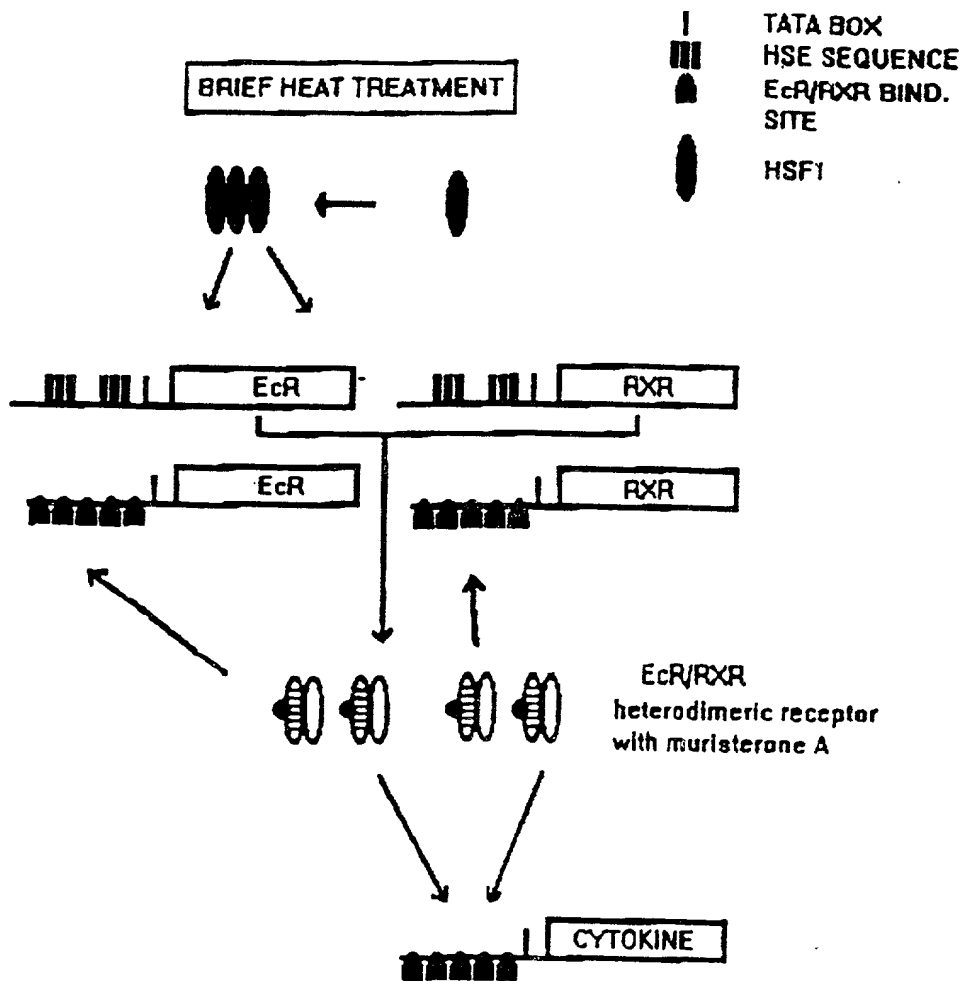 TATA BOX
HSE SEQUENCE
EcR/RXR BIND.
SITE
HSF1
BRIEF HEAT TREATMENT
EcR
RXR
EcR
RXR
EcR/RXR
heterodimeric receptor
with muristerone A
CYTOKINE